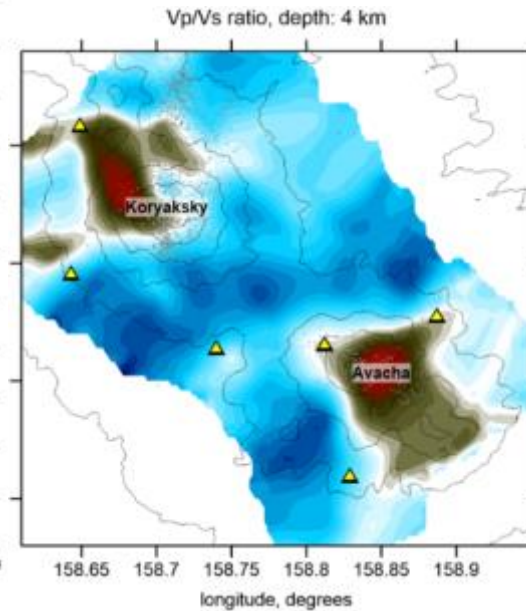 Vp/Vs ratio, depth: 4 km
Koryaksky
Avacha
158.65 158.7 158.75 158.8 158.85 158.9
longitude, degrees